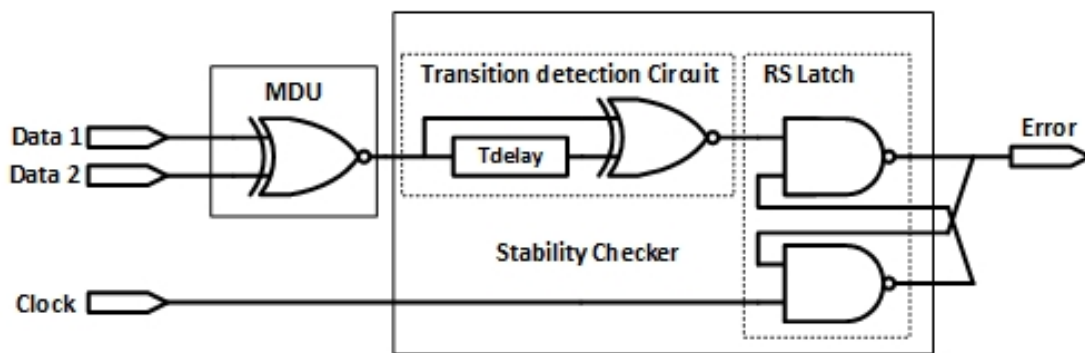 Transition detection Circuit
RS Latch
MDU
Data 1
Data 2
Tdelay
Error
Stability Checker
Clock